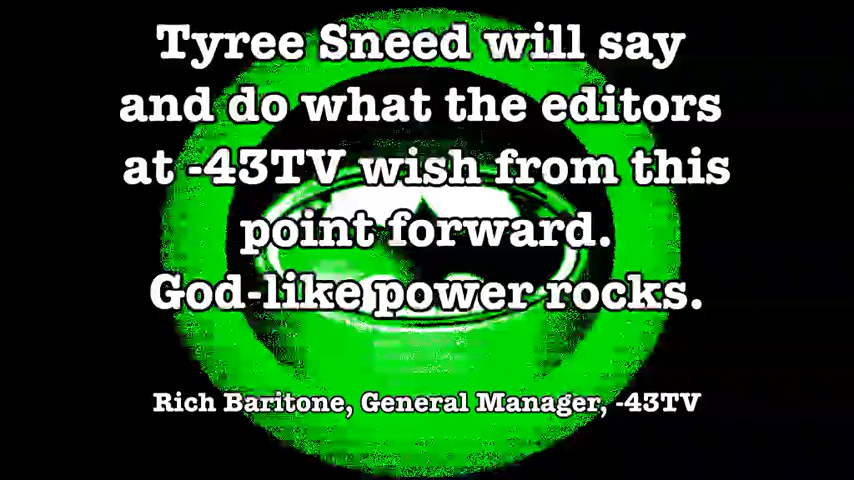 Tyree Sneed will say
and do what the editors
at -43TV wish from this
point forward.
God-like power rocks.
Rich Baritone, General Manager, -43TV